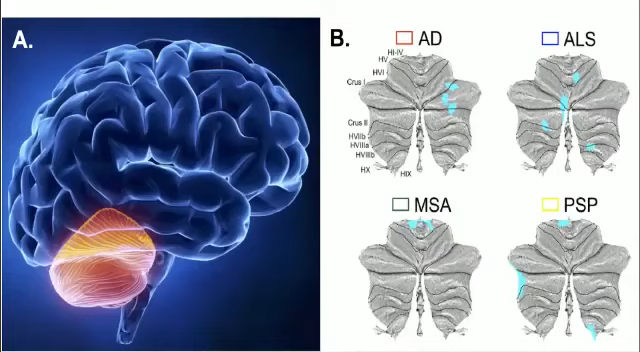 A.
B.
AD
ALS
HI-IV
HV
HVI
Crus I
Crus II
HVIIb
HVIIIa
HVIIIb
HX
HIX
MSA
PSP